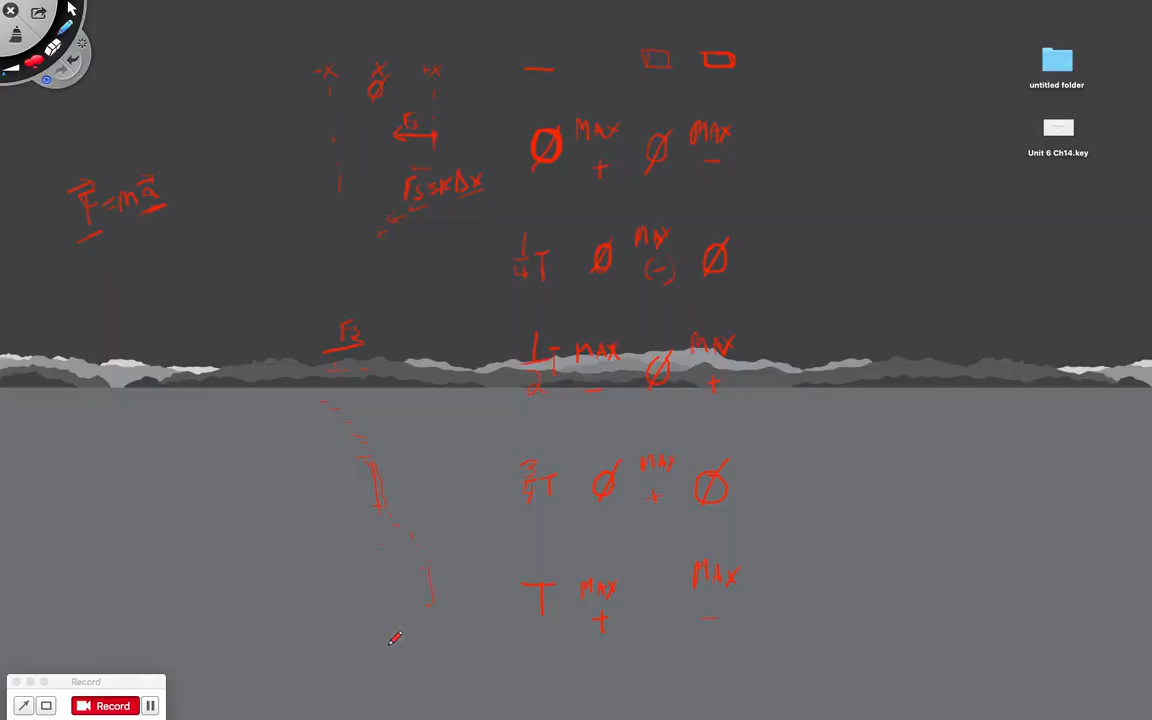 -x x +x
Ø
Fs
Ø MAX Ø MAX
+ -
Fs=kΔx
F=ma
1/4 T Ø MAX Ø
(-)
Fs
1/2 T MAX Ø MAX
- +
3/4 T Ø MAX Ø
+
T MAX MAX
+ -
untitled folder
Unit 6 Ch14.key
Record
Record